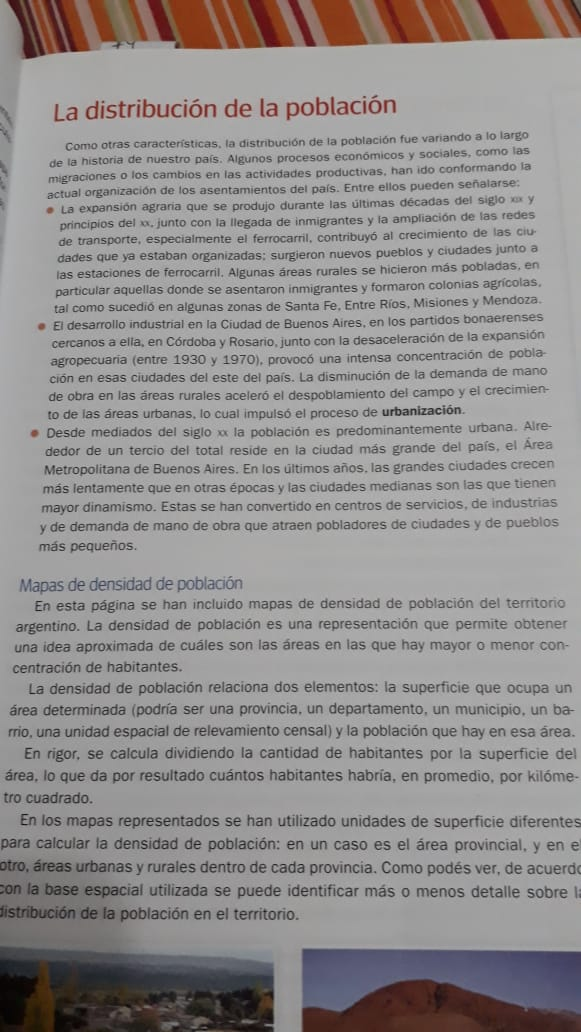 La distribución de la población
Como otras características, la distribución de la población fue variando a lo largo
de la historia de nuestro país. Algunos procesos económicos y sociales, como las
migraciones o los cambios en las actividades productivas, han ido conformando la
actual organización de los asentamientos del país. Entre ellos pueden señalarse:
● La expansión agraria que se produjo durante las últimas décadas del siglo XIX y
principios del XX, junto con la llegada de inmigrantes y la ampliación de las redes
de transporte, especialmente el ferrocarril, contribuyó al crecimiento de las ciu-
dades que ya estaban organizadas; surgieron nuevos pueblos y ciudades junto a
las estaciones de ferrocarril. Algunas áreas rurales se hicieron más pobladas, en
particular aquellas donde se asentaron inmigrantes y formaron colonias agrícolas,
tal como sucedió en algunas zonas de Santa Fe, Entre Ríos, Misiones y Mendoza.
● El desarrollo industrial en la Ciudad de Buenos Aires, en los partidos bonaerenses
cercanos a ella, en Córdoba y Rosario, junto con la desaceleración de la expansión
agropecuaria (entre 1930 y 1970), provocó una intensa concentración de pobla-
ción en esas ciudades del este del país. La disminución de la demanda de mano
de obra en las áreas rurales aceleró el despoblamiento del campo y el crecimien-
to de las áreas urbanas, lo cual impulsó el proceso de urbanización.
● Desde mediados del siglo XX la población es predominantemente urbana. Alre-
dedor de un tercio del total reside en la ciudad más grande del país, el Área
Metropolitana de Buenos Aires. En los últimos años, las grandes ciudades crecen
más lentamente que en otras épocas y las ciudades medianas son las que tienen
mayor dinamismo. Estas se han convertido en centros de servicios, de industrias
y de demanda de mano de obra que atraen pobladores de ciudades y de pueblos
más pequeños.
Mapas de densidad de población
En esta página se han incluido mapas de densidad de población del territorio
argentino. La densidad de población es una representación que permite obtener
una idea aproximada de cuáles son las áreas en las que hay mayor o menor con-
centración de habitantes.
La densidad de población relaciona dos elementos: la superficie que ocupa un
área determinada (podría ser una provincia, un departamento, un municipio, un ba-
rrio, una unidad espacial de relevamiento censal) y la población que hay en esa área.
En rigor, se calcula dividiendo la cantidad de habitantes por la superficie del
área, lo que da por resultado cuántos habitantes habría, en promedio, por kilóme-
tro cuadrado.
En los mapas representados se han utilizado unidades de superficie diferentes
para calcular la densidad de población: en un caso es el área provincial, y en el
otro, áreas urbanas y rurales dentro de cada provincia. Como podés ver, de acuerdo
con la base espacial utilizada se puede identificar más o menos detalle sobre la
distribución de la población en el territorio.